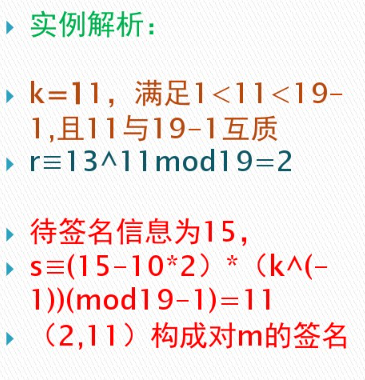 实例解析：
k=11，满足1<11<19-
1,且11与19-1互质
r≡13^11mod19=2
待签名信息为15，
s≡(15-10*2）*（k^(-
1))(mod19-1)=11
（2,11）构成对m的签名